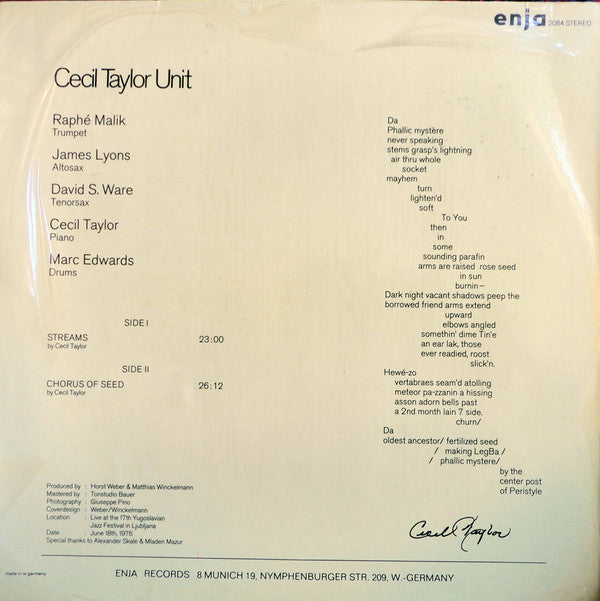 enja 2084 STEREO
Cecil Taylor Unit
Raphé Malik
Trumpet
James Lyons
Altosax
David S. Ware
Tenorsax
Cecil Taylor
Piano
Marc Edwards
Drums
SIDE I
STREAMS 23:00
by Cecil Taylor
SIDE II
CHORUS OF SEED 26:12
by Cecil Taylor
Da
Phallic mystère
never speaking
stems grasp's lightning
air thru whole
socket
mayhem
turn
lighten'd
soft
To You
then
in
some
sounding parafin
arms are raised rose seed
in sun
burnin—
Dark night vacant shadows peep the
borrowed friend arms extend
upward
elbows angled
somethin' dime Tin'e
an ear lak, those
ever readied, roost
slick'n.
Hewé-zo
vertabraes seam'd atolling
meteor pa-zzanin a hissing
asson adorn bells past
a 2nd month lain 7 side.
churn/
Da
oldest ancestor/ fertilized seed
/ making LegBa /
/ phallic mystere/
by the
center post
of Peristyle
Cecil Taylor
Produced by : Horst Weber & Matthias Winckelmann
Mastered by : Tonstudio Bauer
Photography : Giuseppe Pino
Coverdesign : Weber/Winckelmann
Location : Live at the 17th Yugoslavian
Jazz Festival in Ljubljana
Date : June 18th, 1976
Special thanks to Alexander Skale & Mladen Mazur
made in w-germany
ENJA RECORDS 8 MUNICH 19, NYMPHENBURGER STR. 209, W.-GERMANY